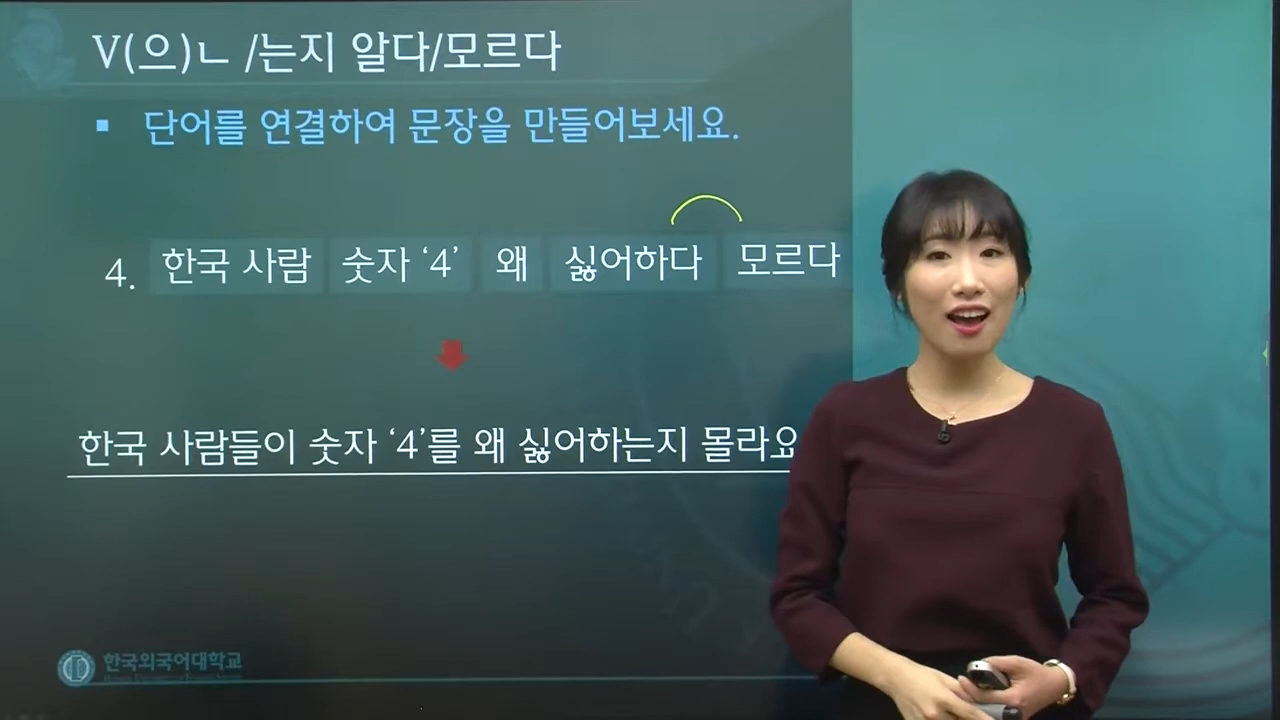 V(으)ㄴ /는지 알다/모르다
▪ 단어를 연결하여 문장을 만들어보세요.
4. 한국 사람 숫자 ‘4’ 왜 싫어하다 모르다
한국 사람들이 숫자 ‘4’를 왜 싫어하는지 몰라요
한국외국어대학교